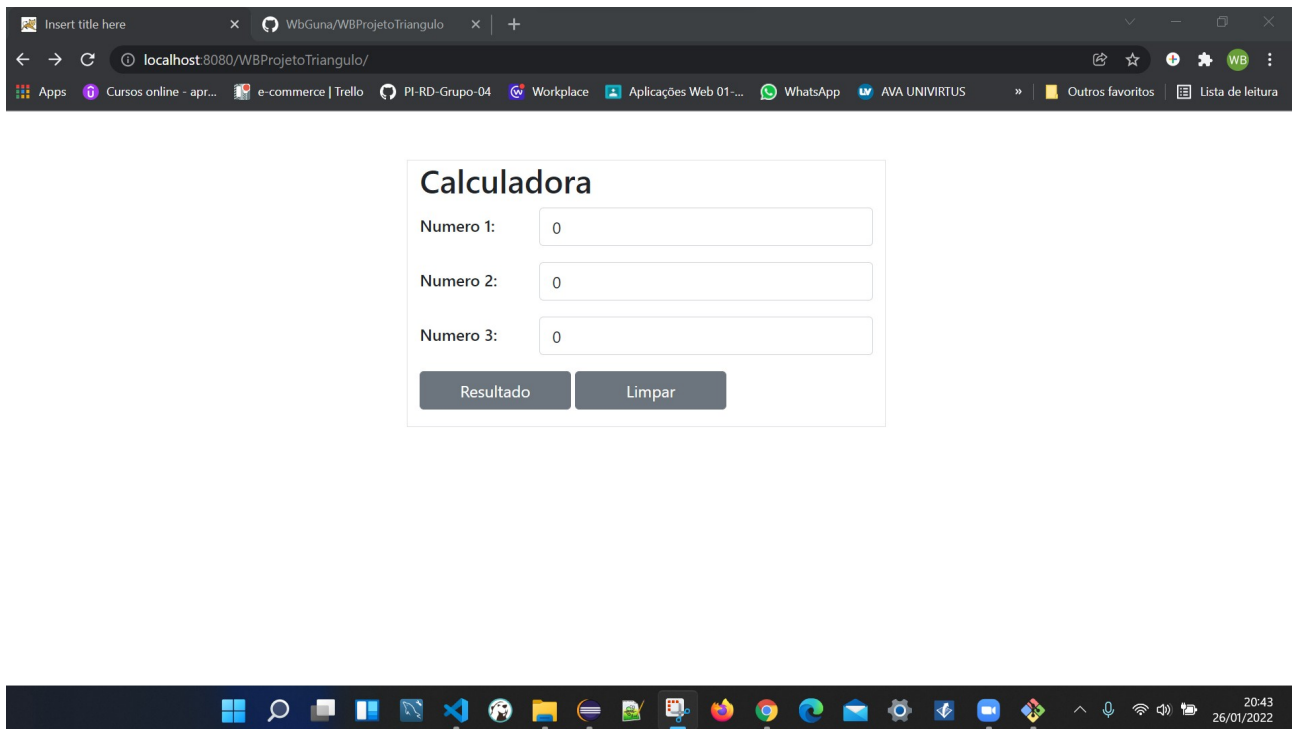 Insert title here
WbGuna/WBProjetoTriangulo
localhost:8080/WBProjetoTriangulo/
WB
Apps
Cursos online - apr...
e-commerce | Trello
PI-RD-Grupo-04
Workplace
Aplicações Web 01-...
WhatsApp
LV
AVA UNIVIRTUS
»
Outros favoritos
Lista de leitura
Calculadora
Numero 1:
0
Numero 2:
0
Numero 3:
0
Resultado
Limpar
20:43
26/01/2022